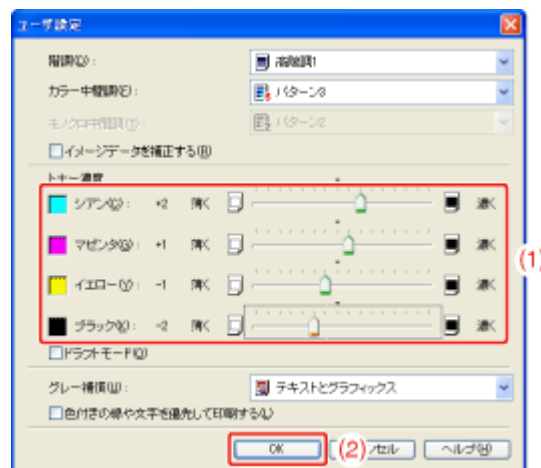 ユーザ設定
階調(D): 高階調1
カラー中間調(E): パターン3
モノクロ中間調(): パターン2
イメージデータを補正する(R)
トナー濃度
シアン(C): +2 薄く 濃く
マゼンタ(G): +1 薄く 濃く
(1)
イエロー(Y): -1 薄く 濃く
ブラック(K): -2 薄く 濃く
ドラフトモード(Q)
グレー補償(U): テキストとグラフィックス
色付きの線や文字を優先して印刷する(L)
OK (2) ャンセル ヘルプ(H)